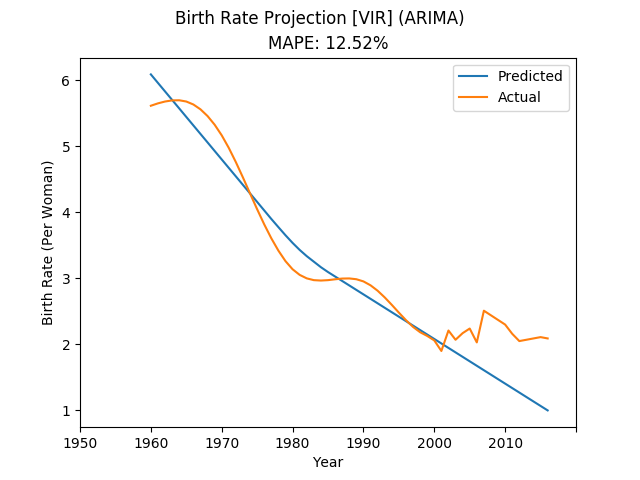 Birth Rate Projection [VIR] (ARIMA)
MAPE: 12.52%
Predicted
Actual
Birth Rate (Per Woman)
6
5
4
3
2
1
1950 1960 1970 1980 1990 2000 2010
Year